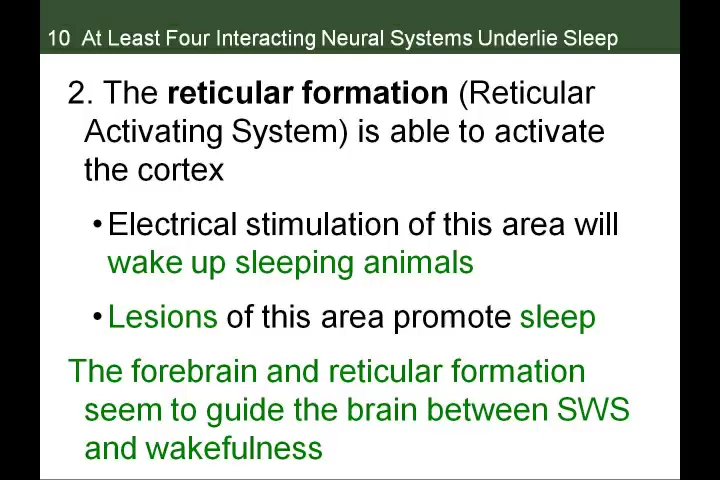 10 At Least Four Interacting Neural Systems Underlie Sleep
2. The reticular formation (Reticular
Activating System) is able to activate
the cortex
•Electrical stimulation of this area will
wake up sleeping animals
•Lesions of this area promote sleep
The forebrain and reticular formation
seem to guide the brain between SWS
and wakefulness